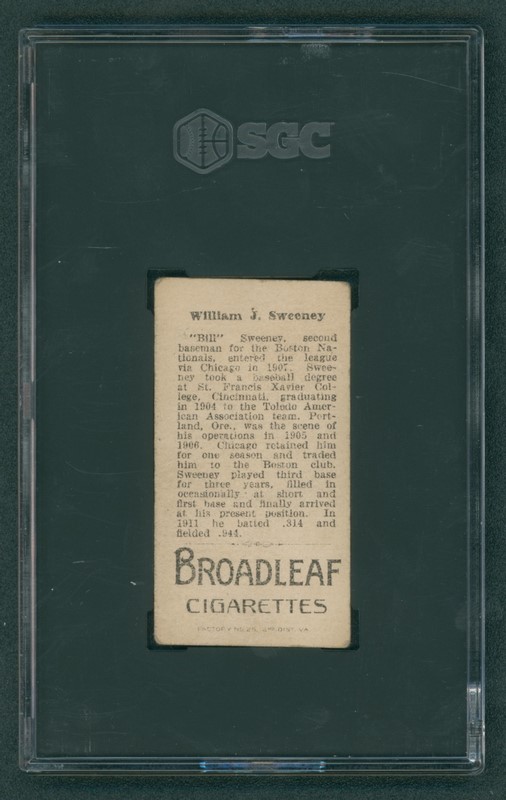 SGC
William J. Sweeney
"Bill" Sweeney, second
baseman for the Boston Na-
tionals, entered the league
via Chicago in 1907. Swee-
ney took a baseball degree
at St. Francis Xavier Col-
lege, Cincinnati, graduating
in 1904 to the Toledo Amer-
ican Association team. Port-
land, Ore., was the scene of
his operations in 1905 and
1906. Chicago retained him
for one season and traded
him to the Boston club.
Sweeney played third base
for three years, filled in
occasionally at short and
first base and finally arrived
at his present position. In
1911 he batted .314 and
fielded .944.
BROADLEAF
CIGARETTES
FACTORY NO. 25, DIST. VA.